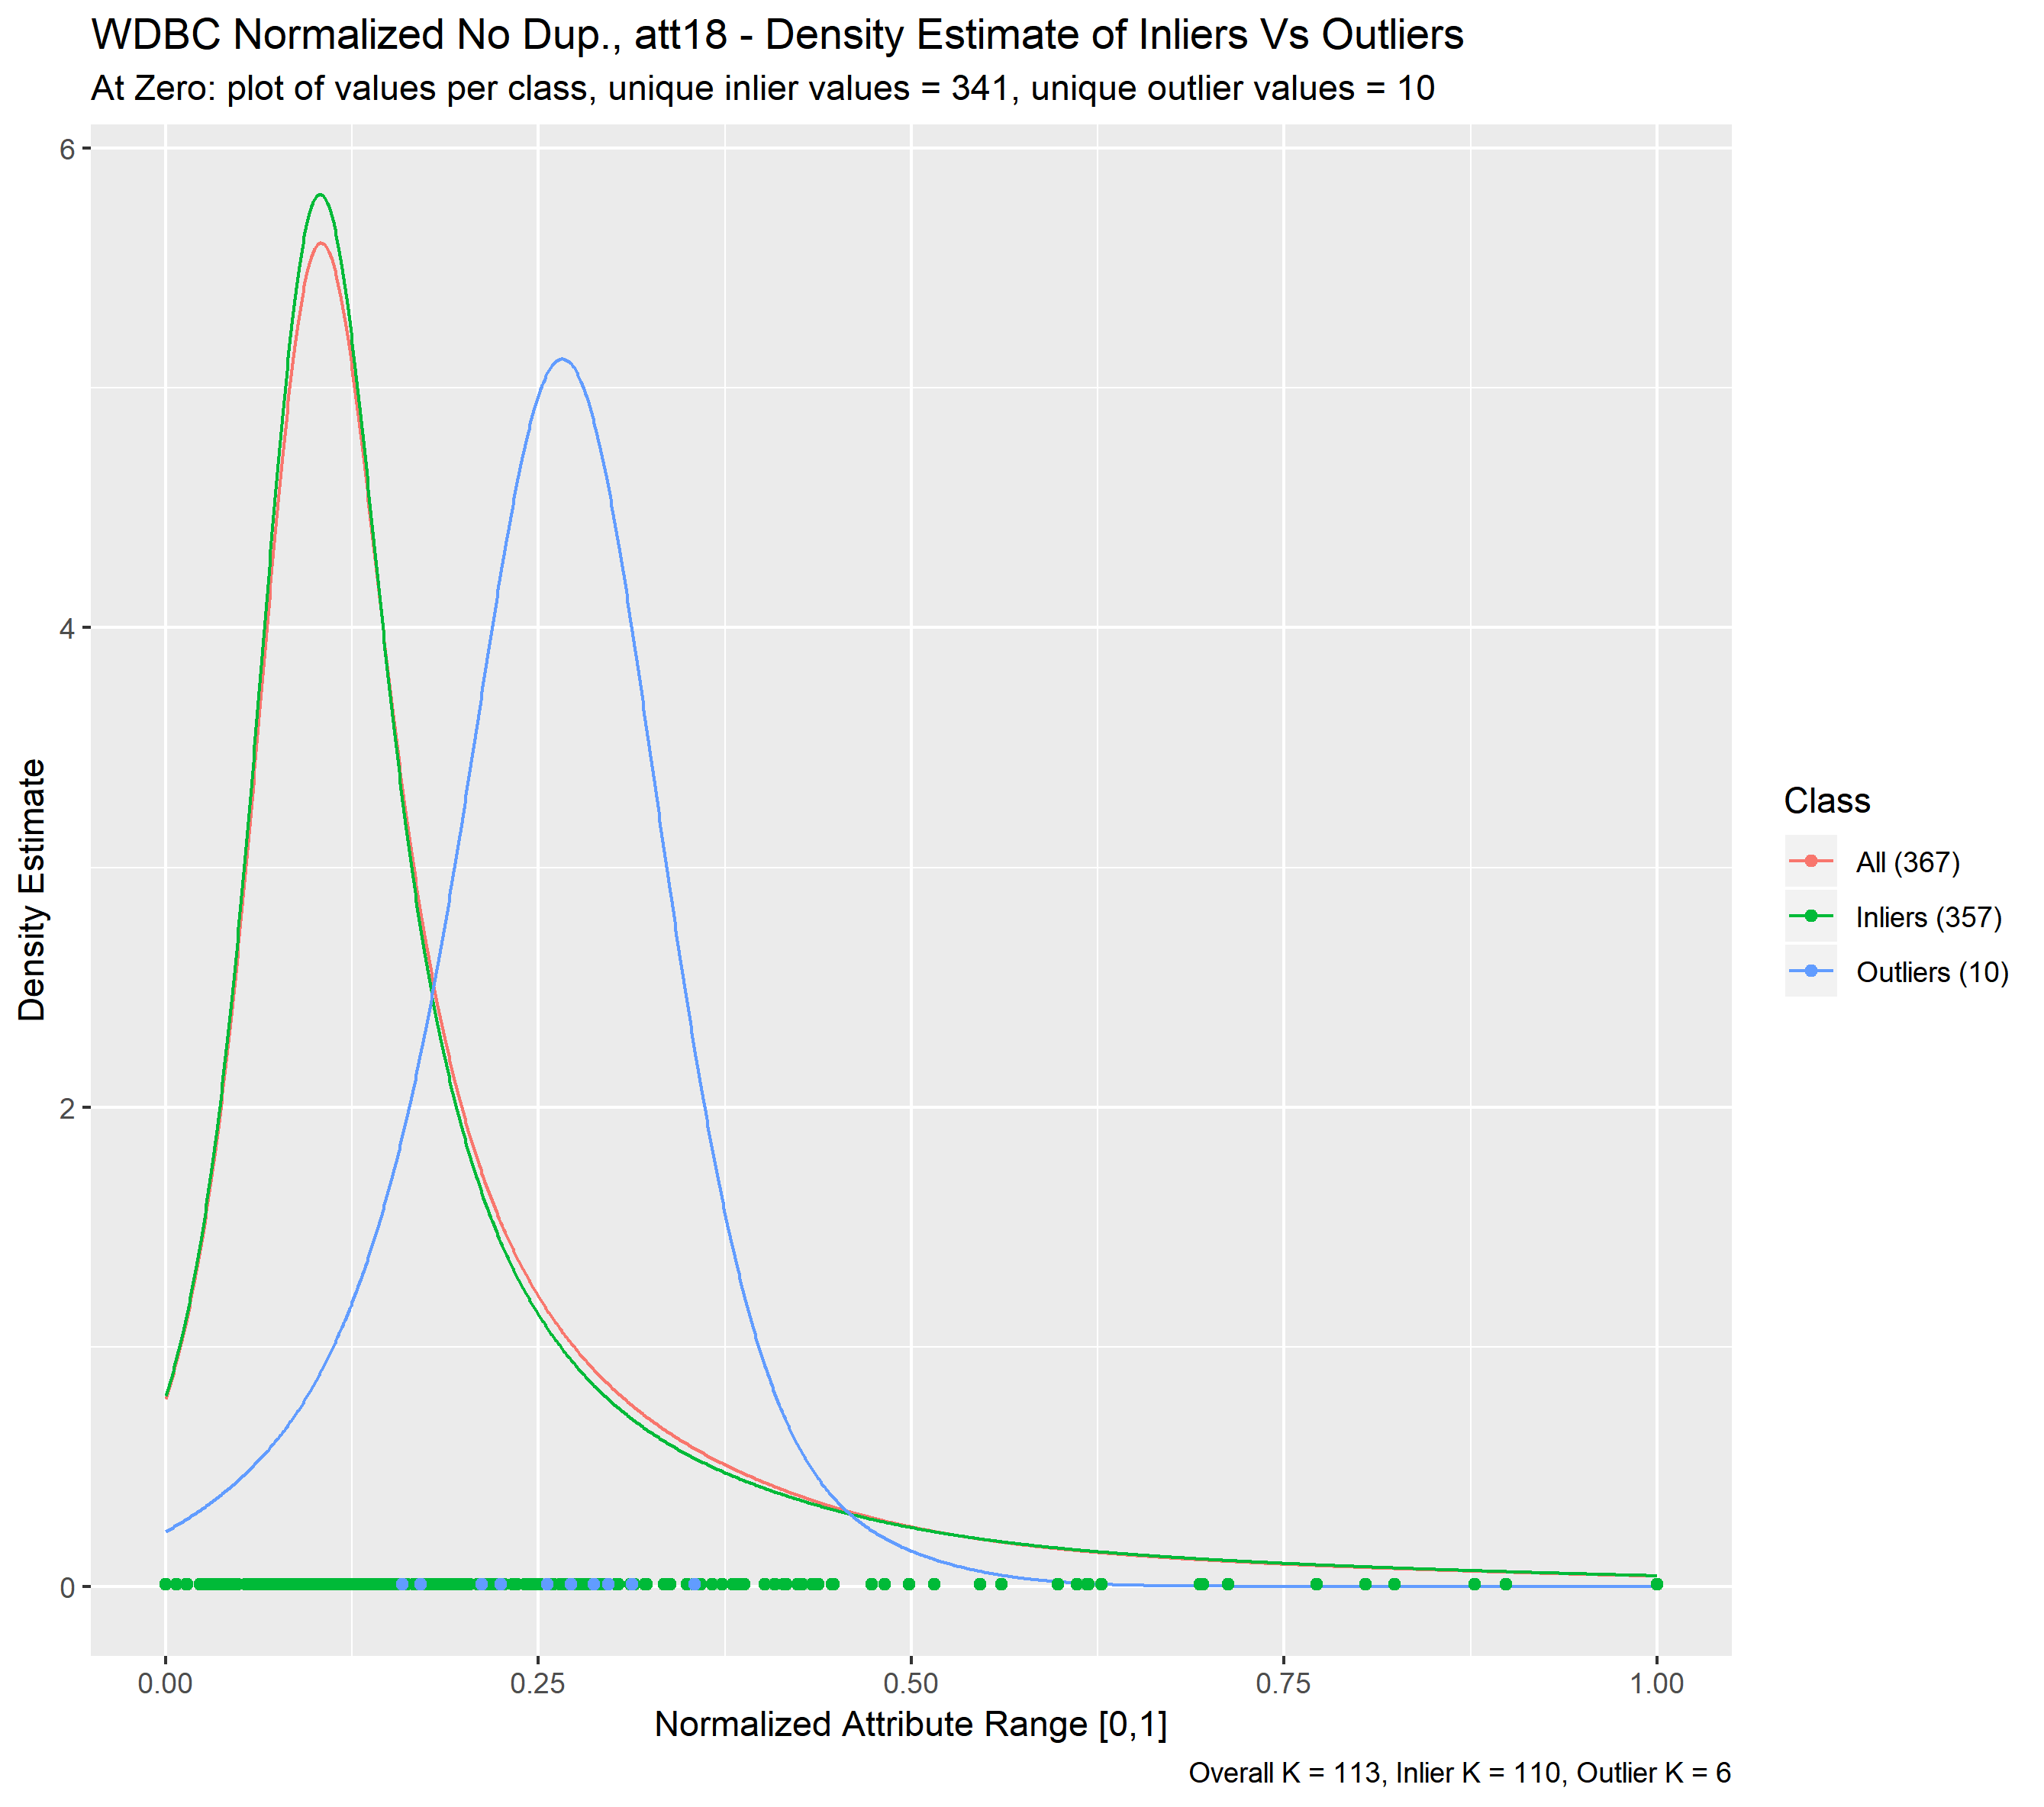 WDBC Normalized No Dup., att18 - Density Estimate of Inliers Vs Outliers
At Zero: plot of values per class, unique inlier values = 341, unique outlier values = 10
6
4
2
0
Density Estimate
0.00 0.25 0.50 0.75 1.00
Normalized Attribute Range [0,1]
Class
All (367)
Inliers (357)
Outliers (10)
Overall K = 113, Inlier K = 110, Outlier K = 6